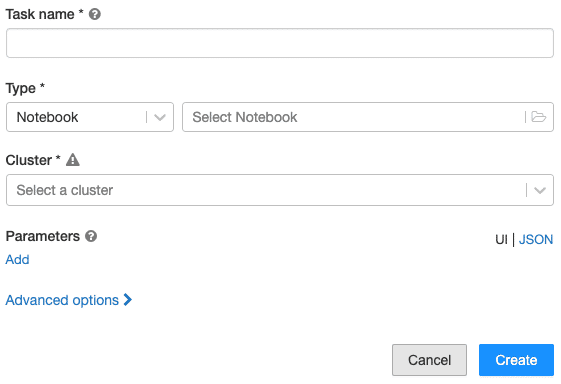 Task name *
Type *
Notebook Select Notebook
Cluster *
Select a cluster
Parameters UI | JSON
Add
Advanced options
Cancel Create